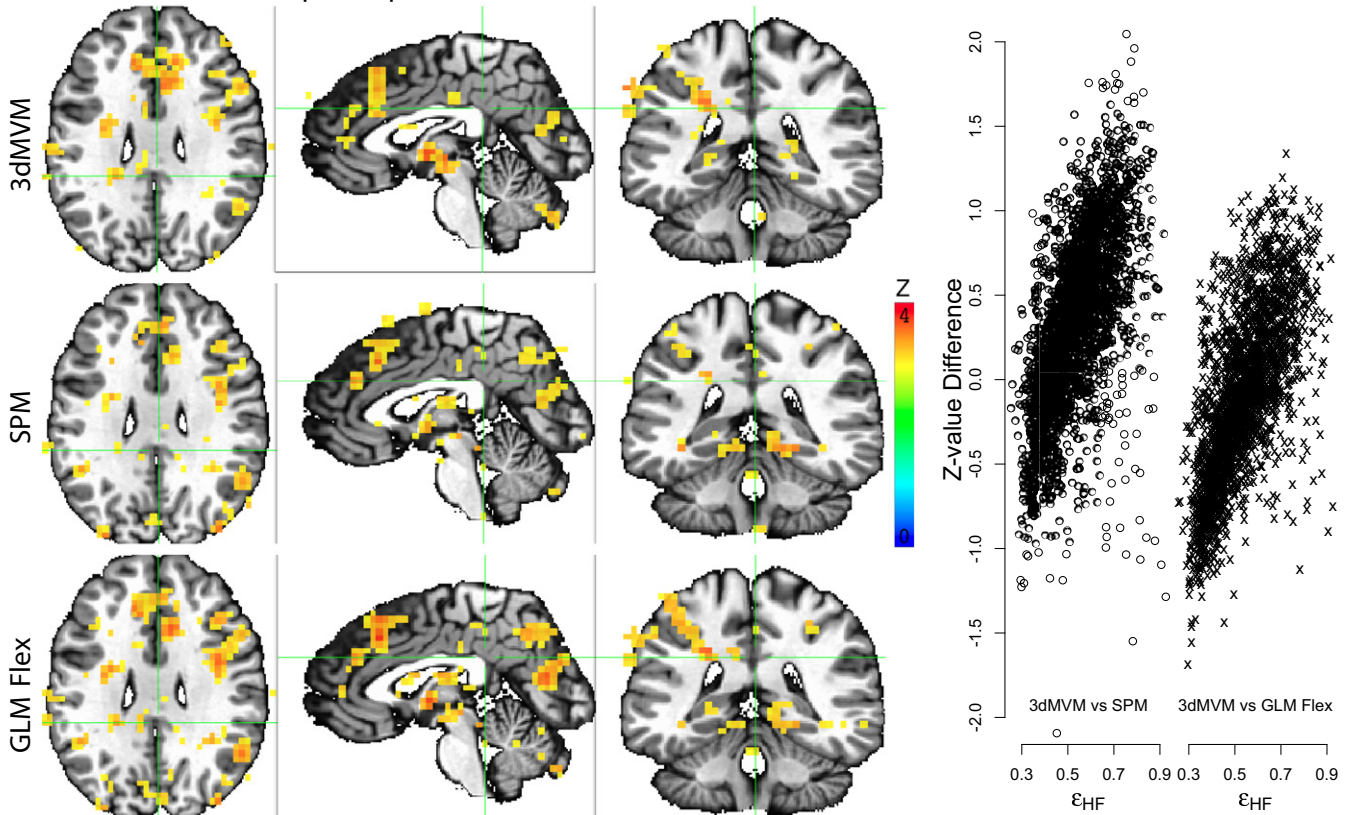 3dMVM
SPM
GLM Flex
Z
4
0
Z-value Difference
2.0
1.5
1.0
0.5
0.0
-0.5
-1.0
-1.5
-2.0
3dMVM vs SPM
3dMVM vs GLM Flex
0.3 0.5 0.7 0.9 0.3 0.5 0.7 0.9
εHF εHF